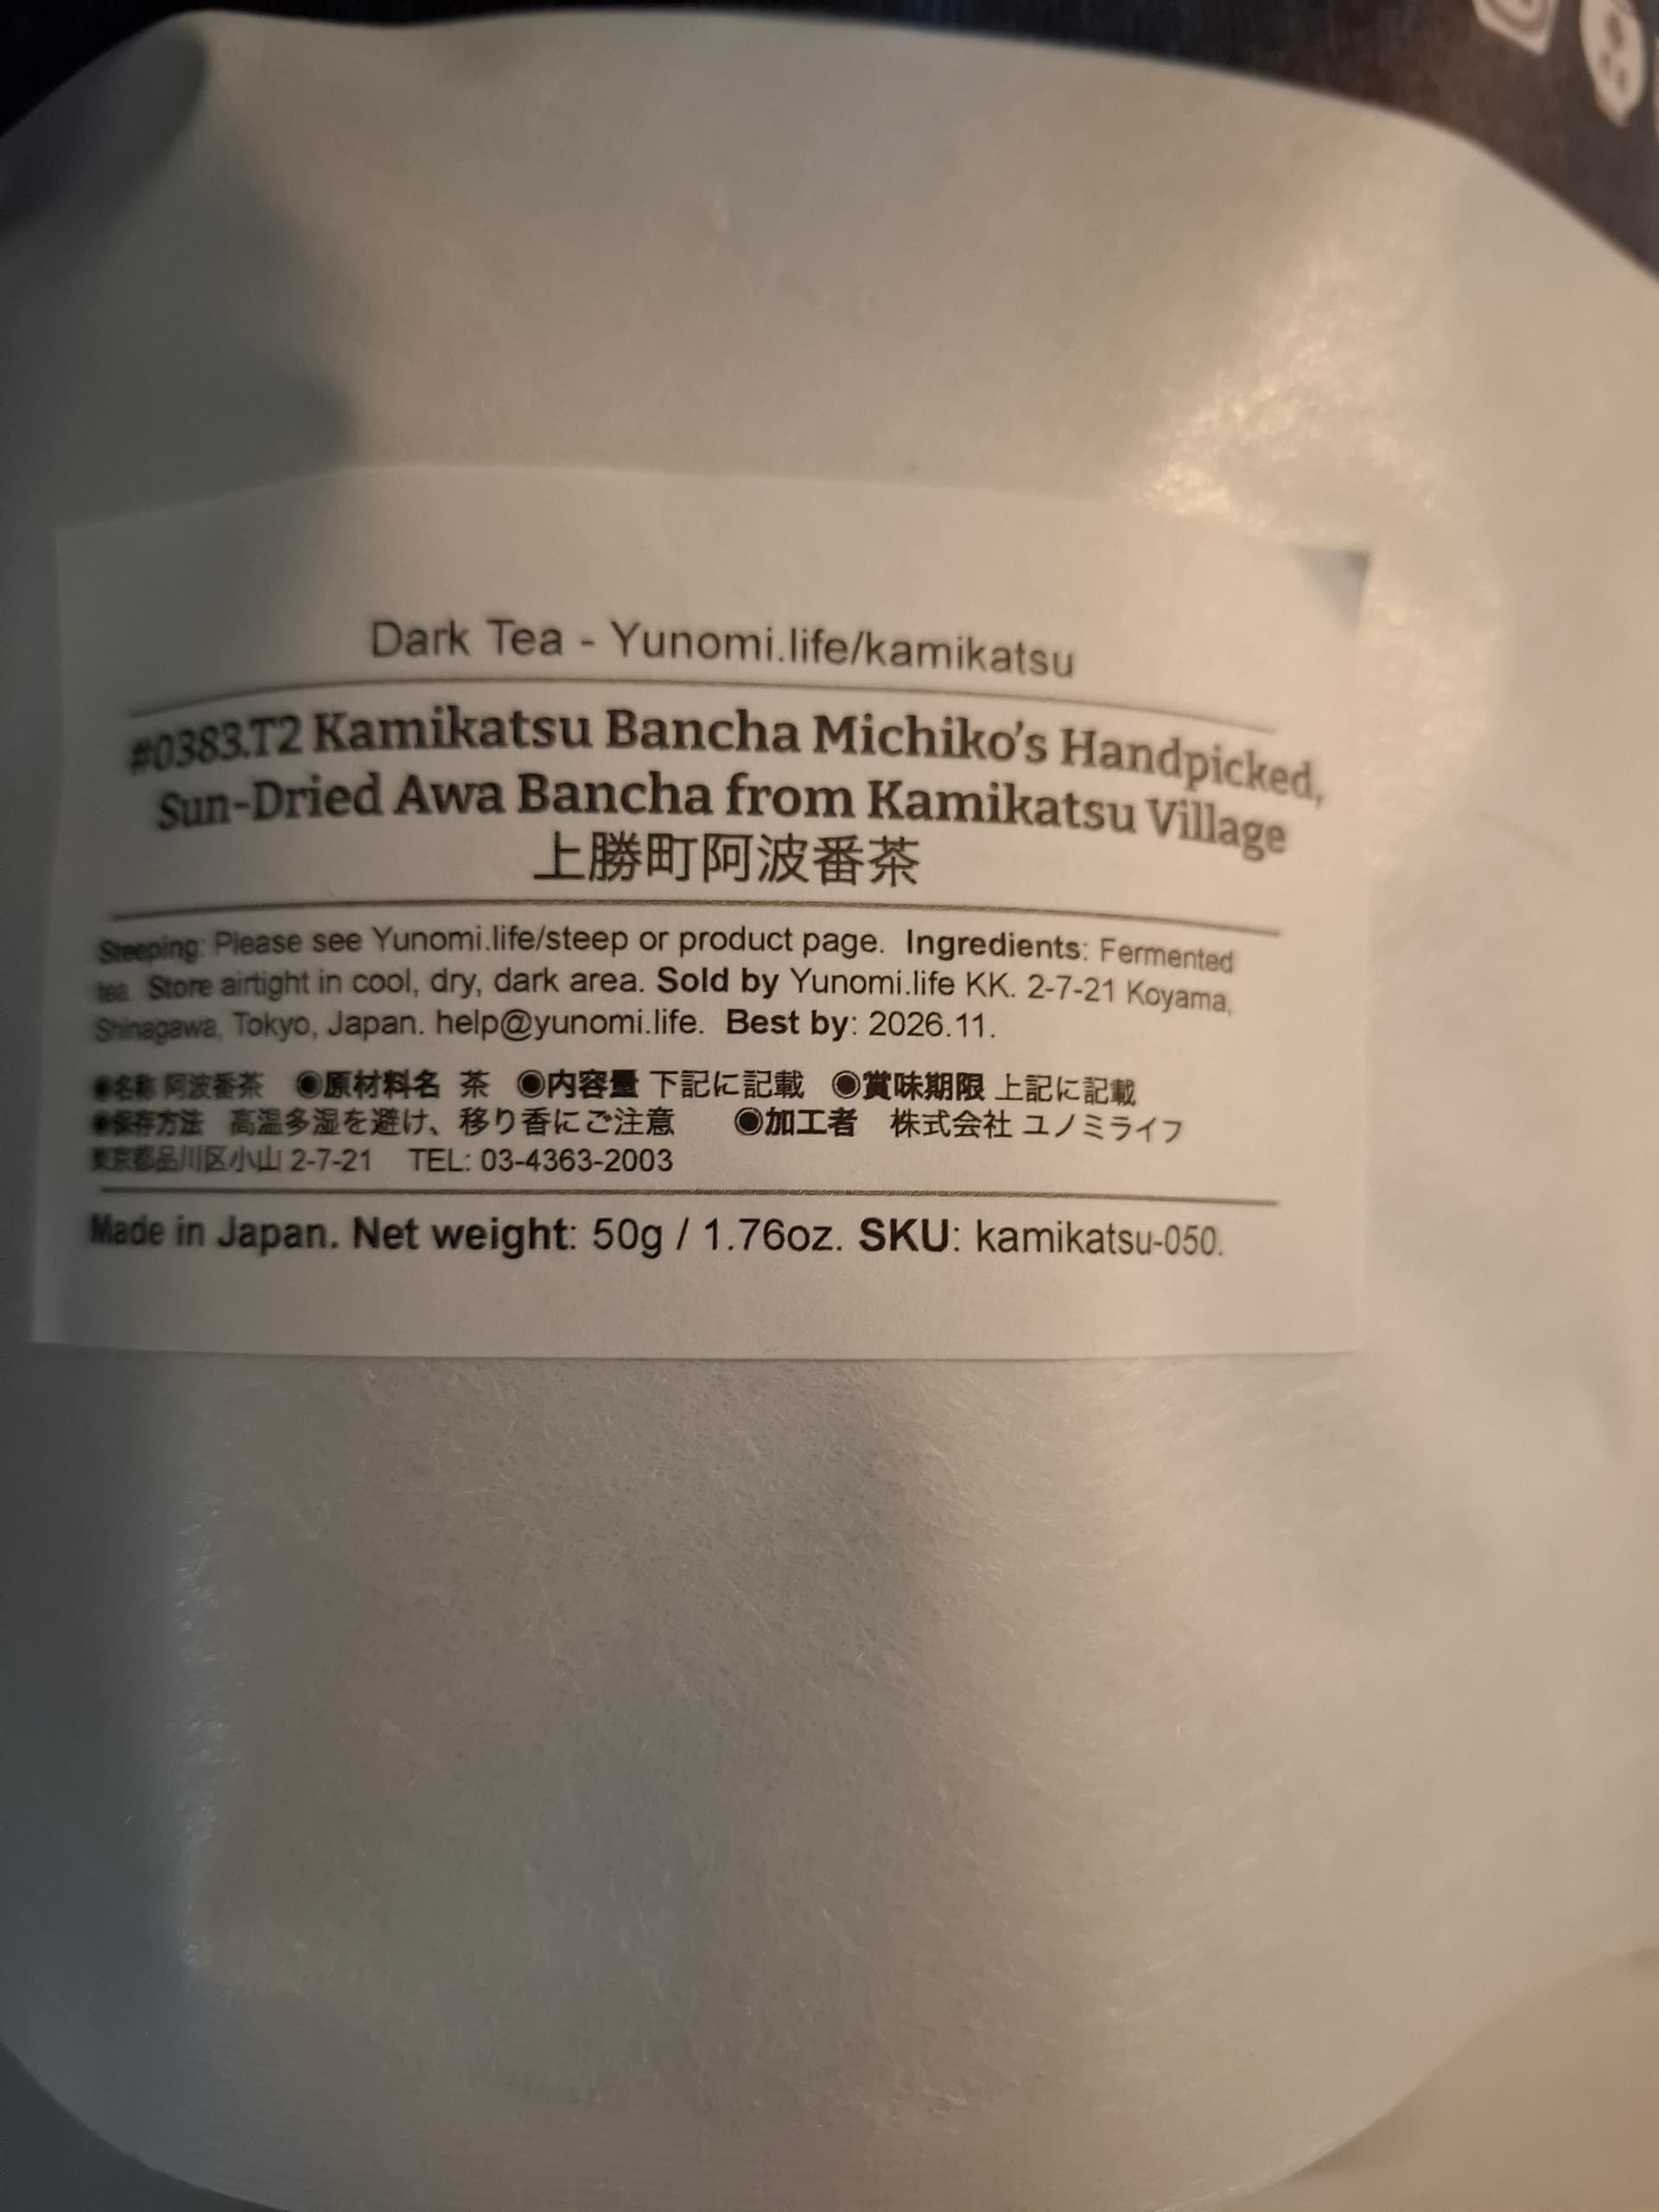 Dark Tea - Yunomi.life/kamikatsu
#0383.T2 Kamikatsu Bancha Michiko's Handpicked,
Sun-Dried Awa Bancha from Kamikatsu Village
上勝町阿波番茶
Steeping: Please see Yunomi.life/steep or product page. Ingredients: Fermented
tea. Store airtight in cool, dry, dark area. Sold by Yunomi.life KK. 2-7-21 Koyama,
Shinagawa, Tokyo, Japan. help@yunomi.life. Best by: 2026.11.
◉名称 阿波番茶 ◉原材料名 茶 ◉内容量 下記に記載 ◉賞味期限 上記に記載
◉保存方法 高温多湿を避け、移り香にご注意 ◉加工者 株式会社 ユノミライフ
東京都品川区小山 2-7-21 TEL: 03-4363-2003
Made in Japan. Net weight: 50g / 1.76oz. SKU: kamikatsu-050.